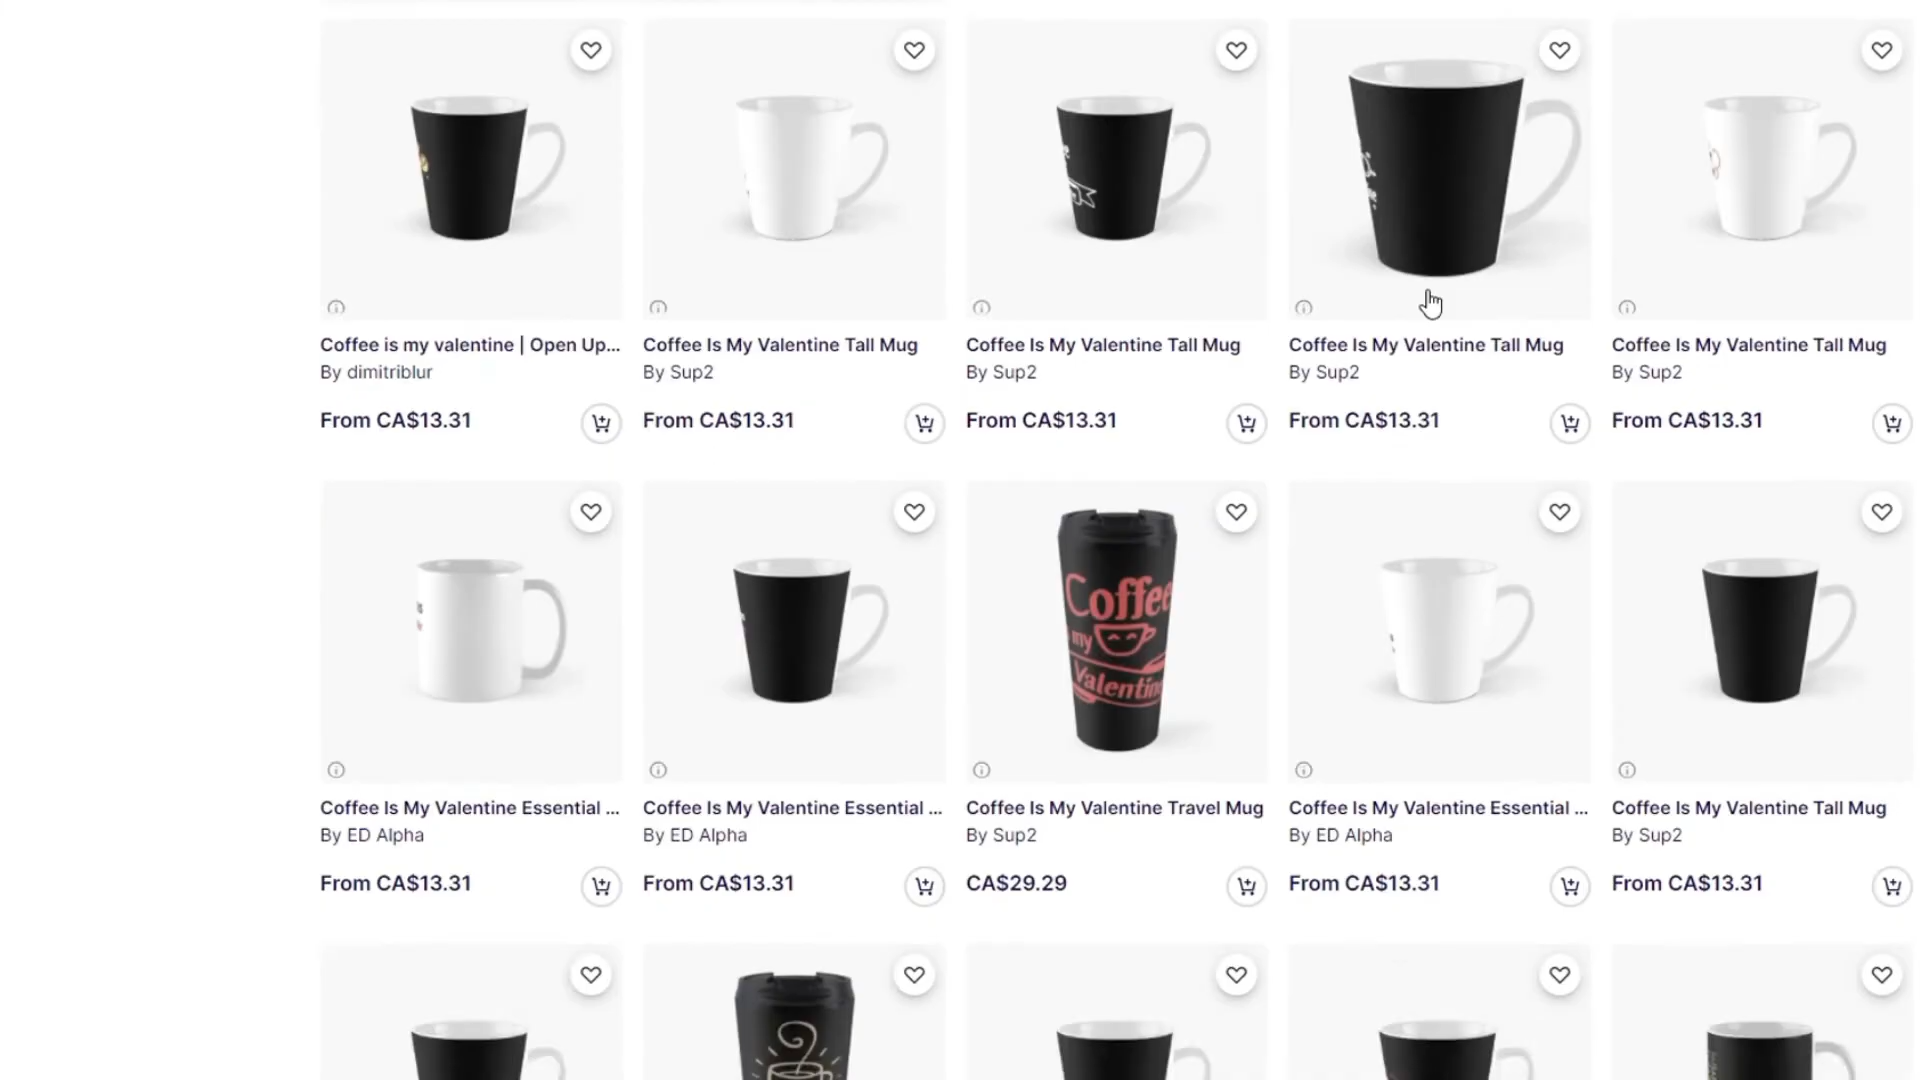 Coffee is my valentine | Open Up...
By dimitriblur
From CA$13.31
Coffee Is My Valentine Tall Mug
By Sup2
From CA$13.31
Coffee Is My Valentine Tall Mug
By Sup2
From CA$13.31
Coffee Is My Valentine Tall Mug
By Sup2
From CA$13.31
Coffee Is My Valentine Tall Mug
By Sup2
From CA$13.31
Coffee
my
Valentin
Coffee Is My Valentine Essential ...
By ED Alpha
From CA$13.31
Coffee Is My Valentine Essential ...
By ED Alpha
From CA$13.31
Coffee Is My Valentine Travel Mug
By Sup2
CA$29.29
Coffee Is My Valentine Essential ...
By ED Alpha
From CA$13.31
Coffee Is My Valentine Tall Mug
By Sup2
From CA$13.31